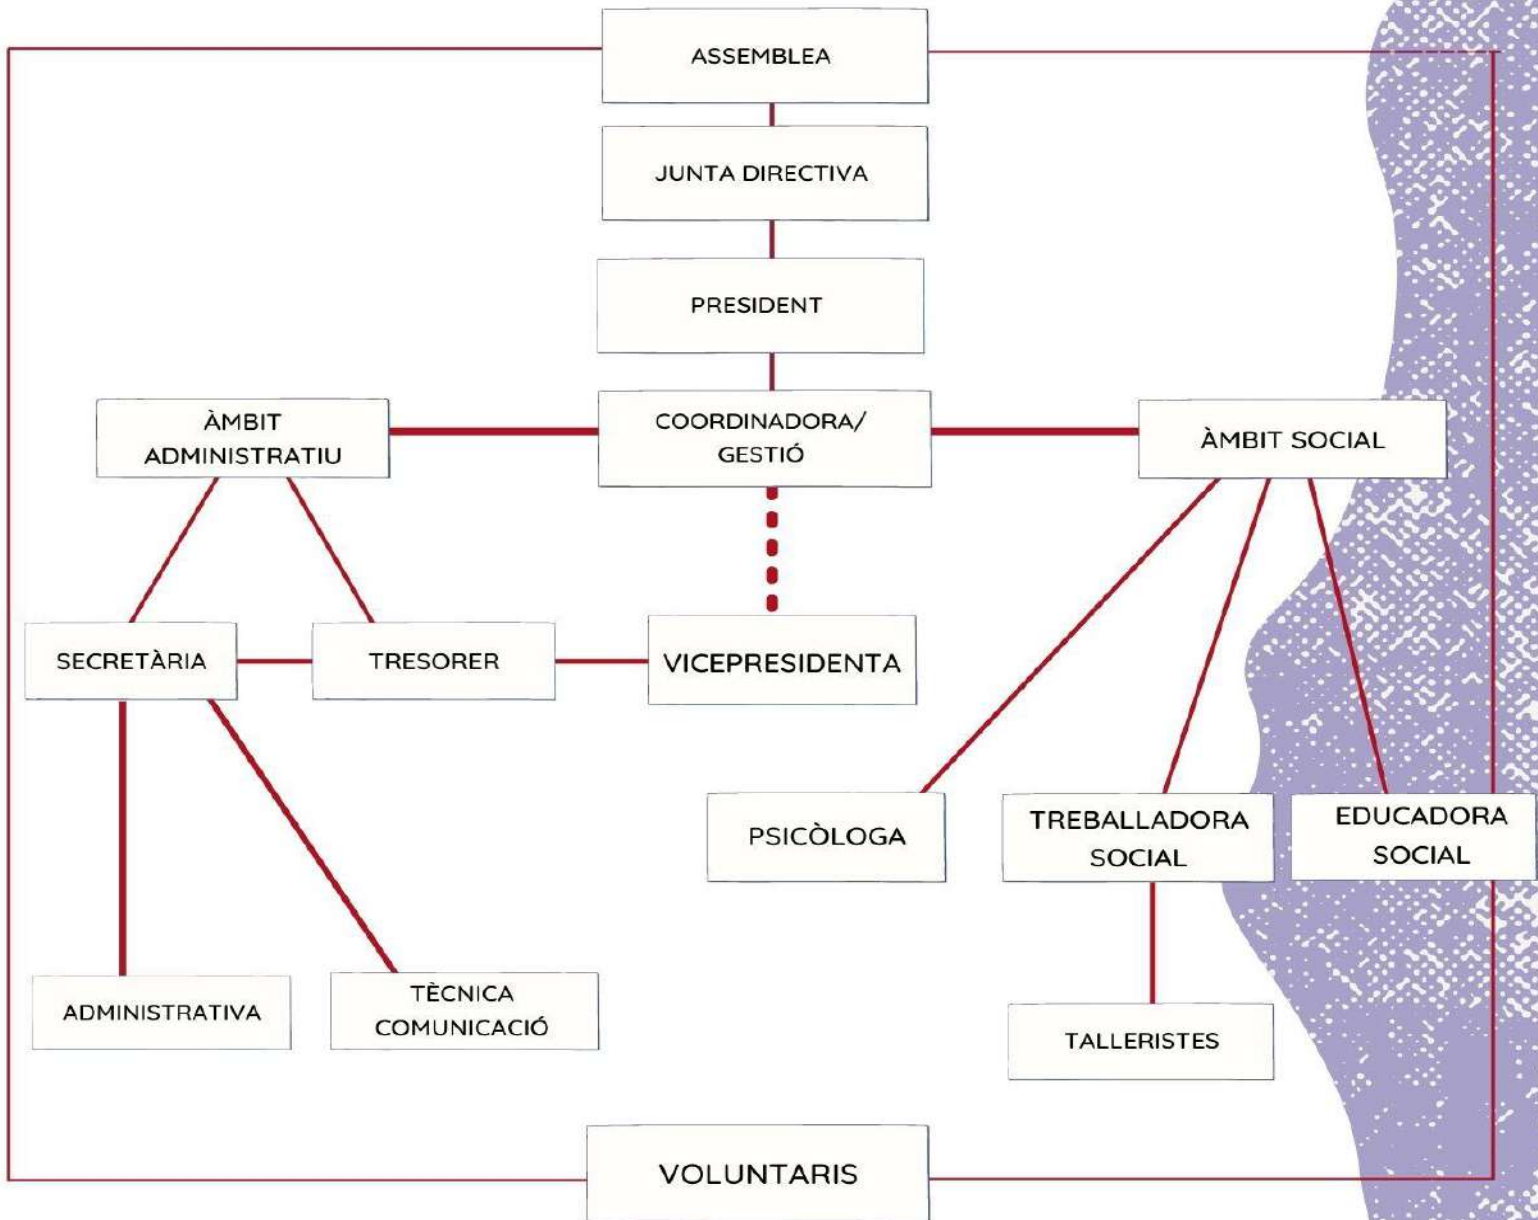 ASSEMBLEA
JUNTA DIRECTIVA
PRESIDENT
ÀMBIT
ADMINISTRATIU
COORDINADORA/
GESTIÓ
ÀMBIT SOCIAL
SECRETÀRIA
TRESORER
VICEPRESIDENTA
PSICÒLOGA
TREBALLADORA
SOCIAL
EDUCADORA
SOCIAL
ADMINISTRATIVA
TÈCNICA
COMUNICACIÓ
TALLERISTES
VOLUNTARIS